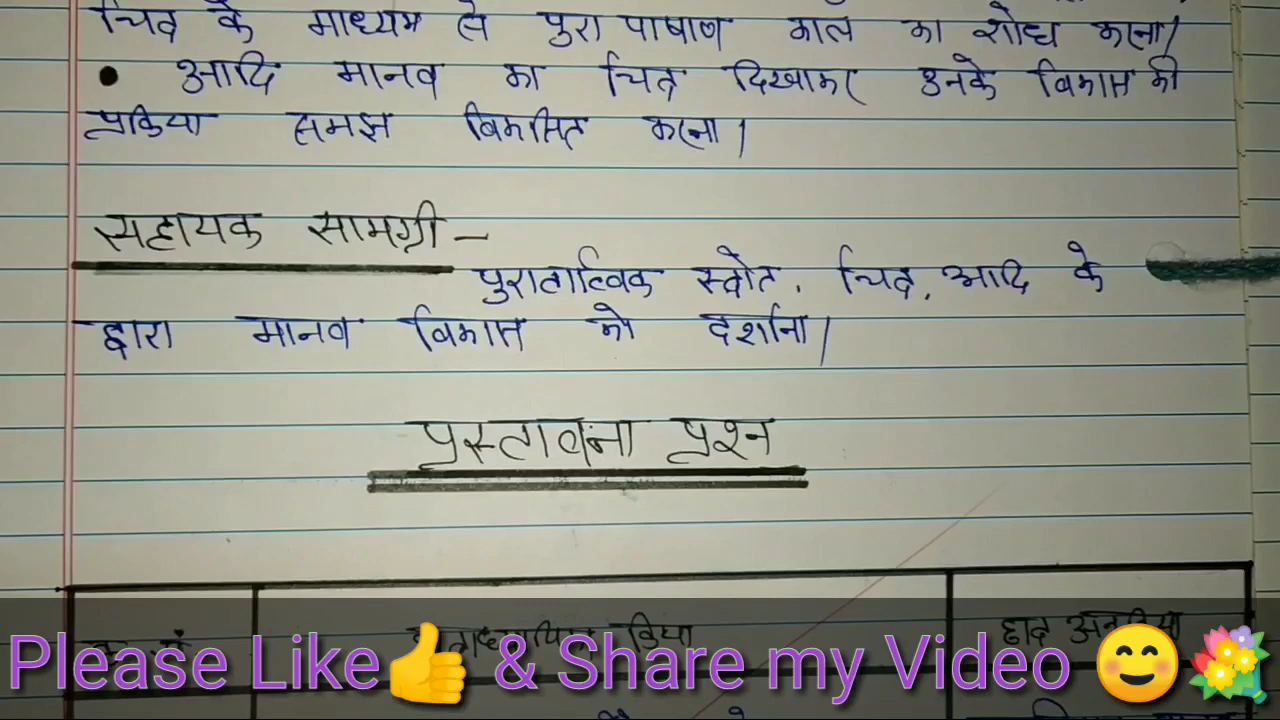 चित्र के माध्यम से पुरा पाषाण काल का शोध करना।
• आदि मानव का चित्र दिखाकर उनके विकास की
प्रक्रिया समझ विकसित करना।
सहायक सामग्री –
पुरातात्विक स्त्रोत, चित्र, आदि के
द्वारा मानव विकास को दर्शाना।
प्रस्तावना प्रश्न
क्र. सं. छात्राध्यापिका क्रिया छात्र अनुक्रिया
Please Like👍 & Share my Video 😊💐